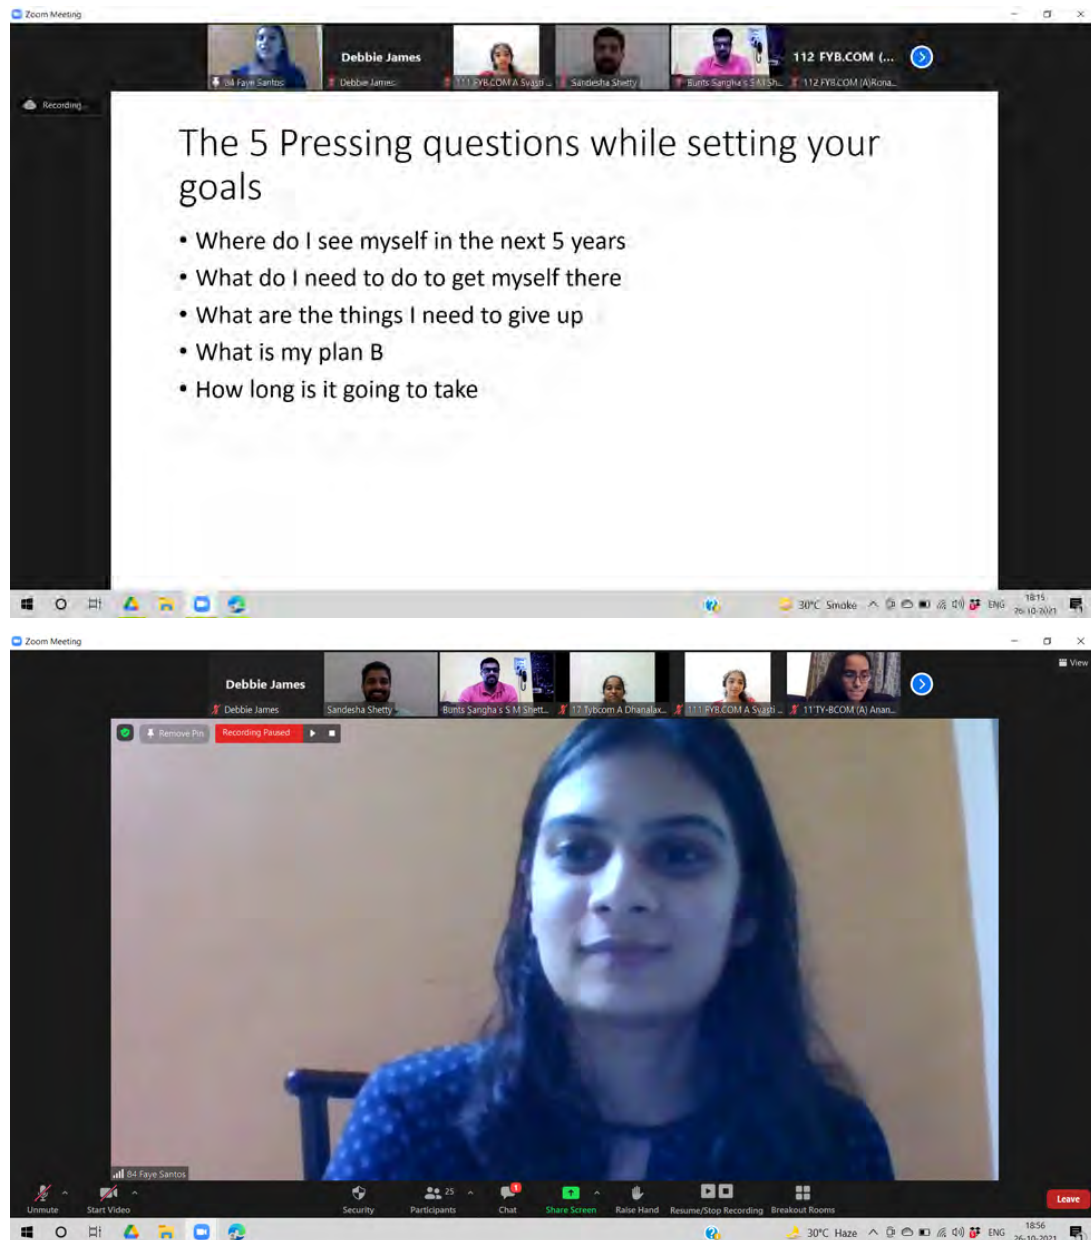 Zoom Meeting
Debbie James
112 FYB.COM (...
84 Faye Santos
Debbie James
111 FYB.COM A Svasti ...
Sandesha Shetty
Bunts Sangha's S M Sh...
112 FYB.COM (A)Rona...
Recording...
The 5 Pressing questions while setting your
goals
• Where do I see myself in the next 5 years
• What do I need to do to get myself there
• What are the things I need to give up
• What is my plan B
• How long is it going to take
30°C Smoke
ENG
18:15
26-10-2021
Zoom Meeting
View
Debbie James
Debbie James
Sandesha Shetty
Bunts Sangha's S M Shett...
17 Tybcom A Dhanalax...
111 FYB.COM A Svasti ...
11'TY-BCOM (A) Anan...
Remove Pin
Recording Paused
84 Faye Santos
25
1
Unmute
Start Video
Security
Participants
Chat
Share Screen
Raise Hand
Resume/Stop Recording
Breakout Rooms
Leave
30°C Haze
ENG
18:56
26-10-2021